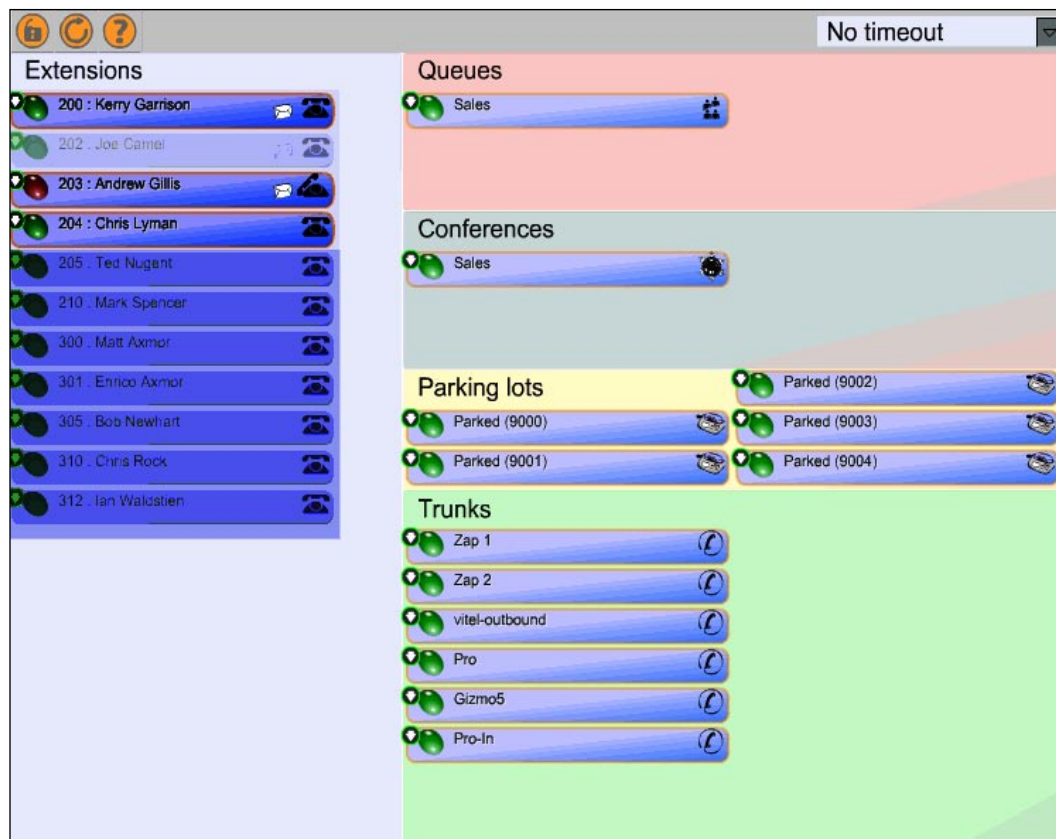 No timeout
Extensions
200 : Kerry Garrison
202 . Joe Camel
203 : Andrew Gillis
204 : Chris Lyman
205 . Ted Nugent
210 . Mark Spencer
300 . Matt Axmor
301 . Enrico Axmor
305 . Bob Newhart
310 . Chris Rock
312 . Ian Waldstien
Queues
Sales
Conferences
Sales
Parking lots
Parked (9000)
Parked (9001)
Parked (9002)
Parked (9003)
Parked (9004)
Trunks
Zap 1
Zap 2
vitel-outbound
Pro
Gizmo5
Pro-In